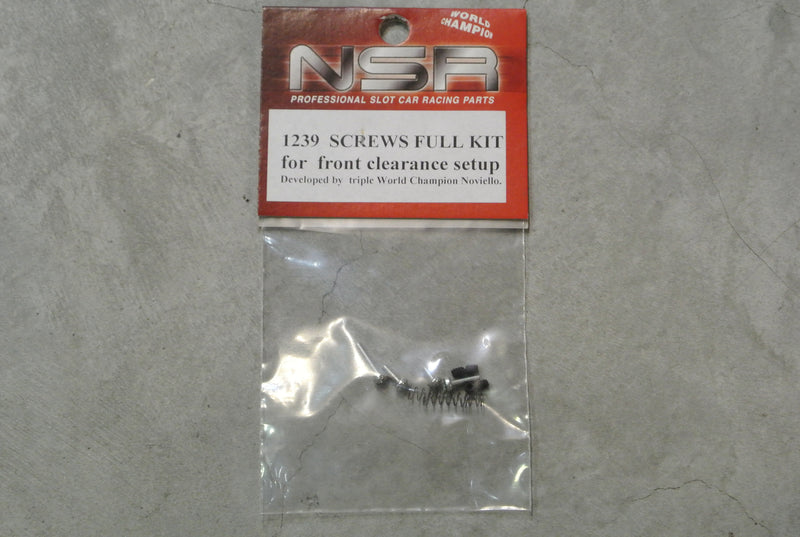 WORLD
CHAMPION
NSR
PROFESSIONAL SLOT CAR RACING PARTS
1239 SCREWS FULL KIT
for front clearance setup
Developed by triple World Champion Noviello.